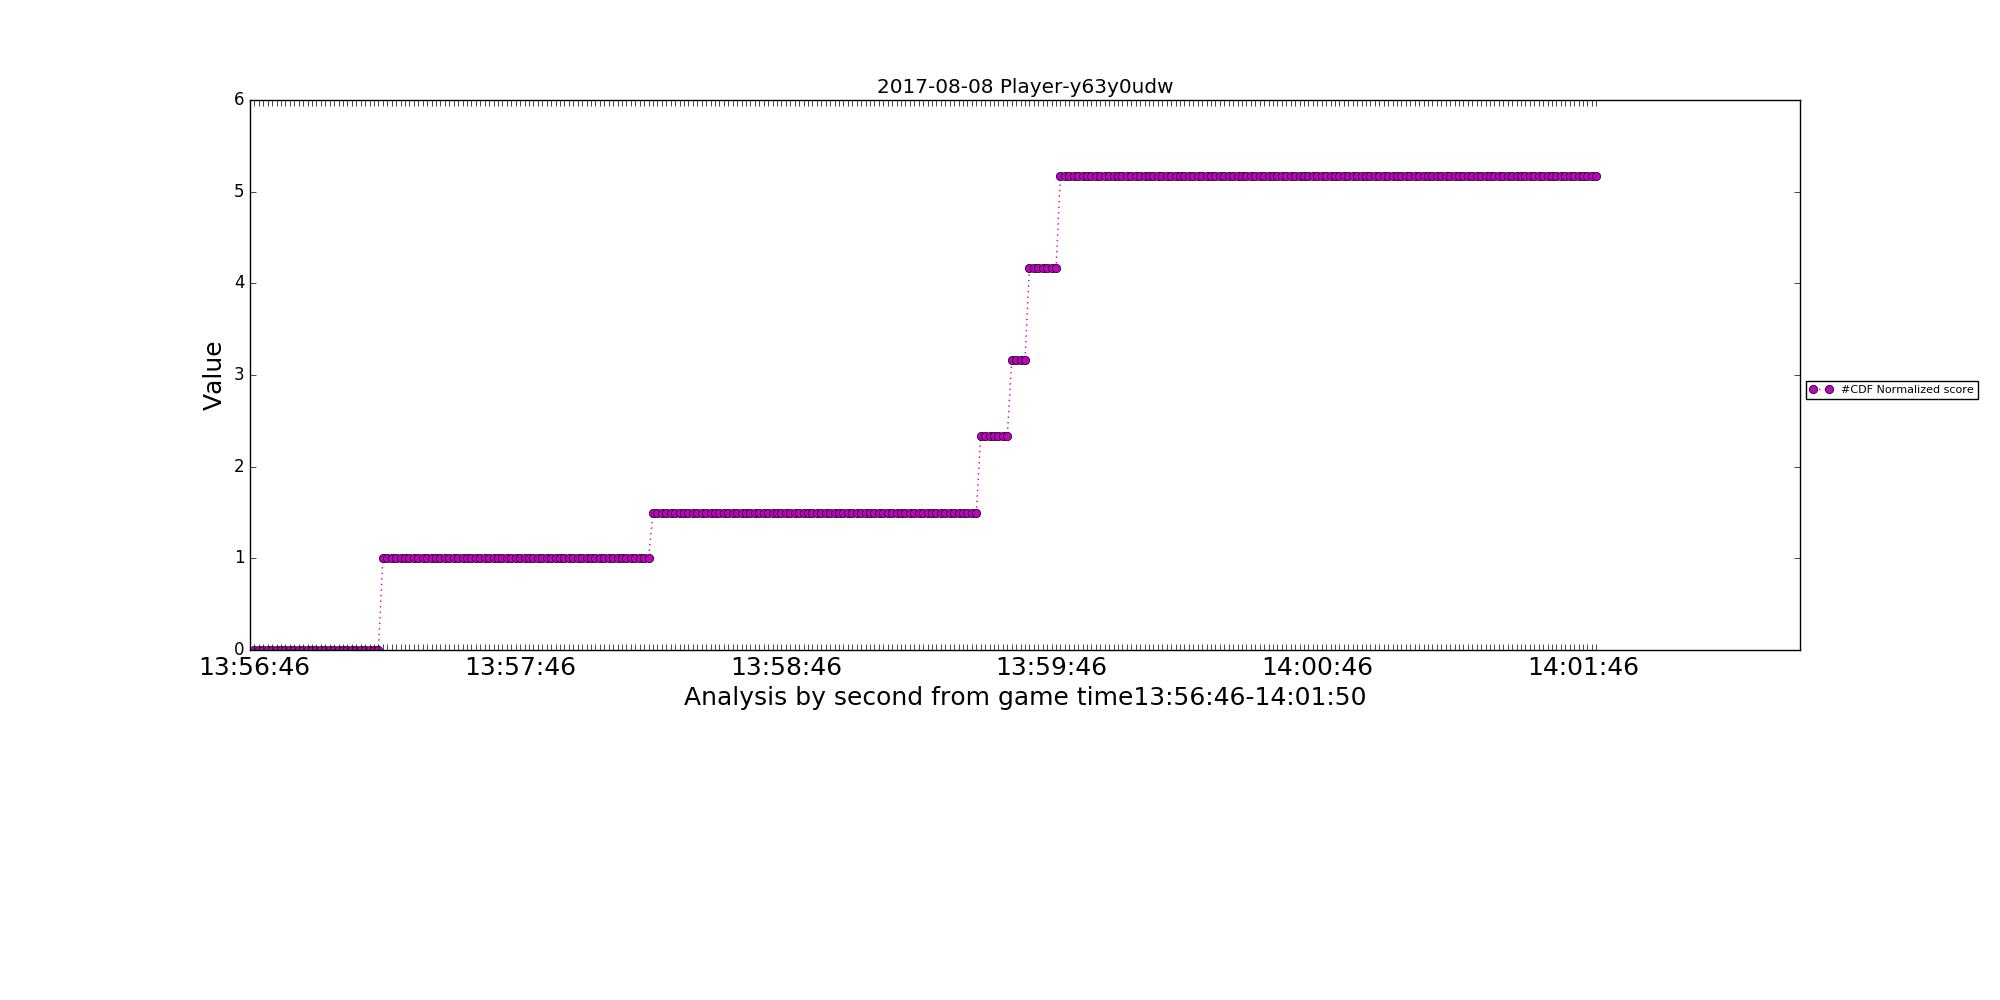 2017-08-08 Player-y63y0udw
6
5
4
3
2
1
0
Value
#CDF Normalized score
13:56:46 13:57:46 13:58:46 13:59:46 14:00:46 14:01:46
Analysis by second from game time13:56:46-14:01:50